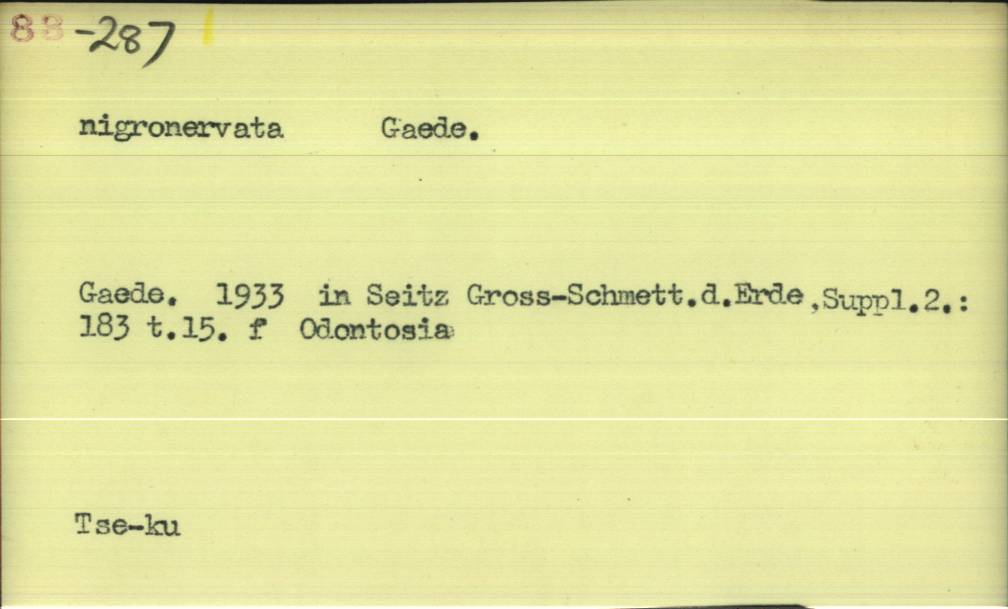 88-287
nigronervata Gaede.
Gaede. 1933 in Seitz Gross-Schmett.d.Erde,Suppl.2.:
183 t.15. f Odontosia
Tse-ku